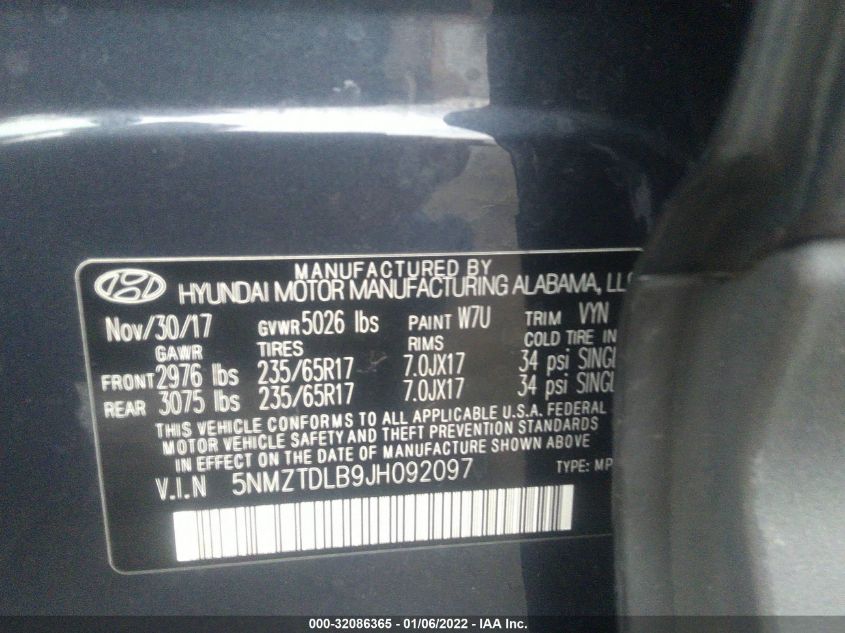 MANUFACTURED BY
HYUNDAI MOTOR MANUFACTURING ALABAMA, LLC
Nov/30/17 GVWR 5026 lbs PAINT W7U TRIM VYN
GAWR TIRES RIMS COLD TIRE IN
FRONT 2976 lbs 235/65R17 7.0JX17 34 psi SINGL
REAR 3075 lbs 235/65R17 7.0JX17 34 psi SINGL
THIS VEHICLE CONFORMS TO ALL APPLICABLE U.S.A. FEDERAL
MOTOR VEHICLE SAFETY AND THEFT PREVENTION STANDARDS
IN EFFECT ON THE DATE OF MANUFACTURE SHOWN ABOVE
V.I.N 5NMZTDLB9JH092097 TYPE: MP
000-32086365 - 01/06/2022 - IAA Inc.